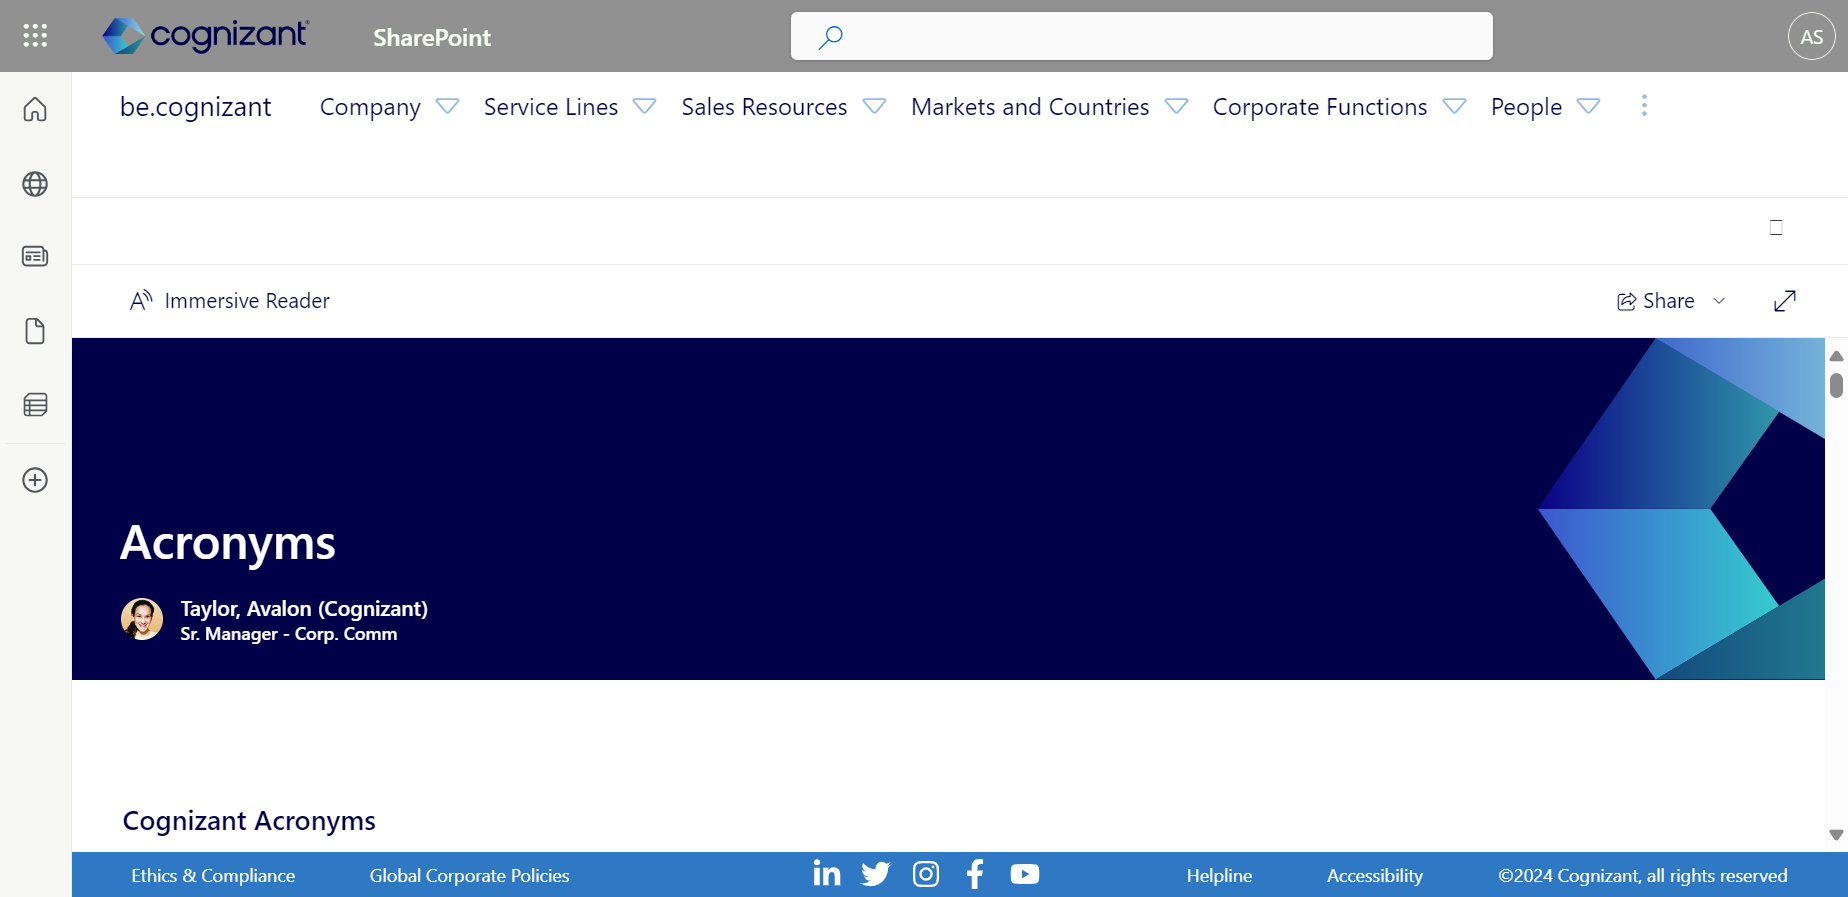 cognizant
SharePoint
AS
be.cognizant
Company
Service Lines
Sales Resources
Markets and Countries
Corporate Functions
People
Immersive Reader
Share
Acronyms
Taylor, Avalon (Cognizant)
Sr. Manager - Corp. Comm
Cognizant Acronyms
Ethics & Compliance
Global Corporate Policies
in
Helpline
Accessibility
©2024 Cognizant, all rights reserved